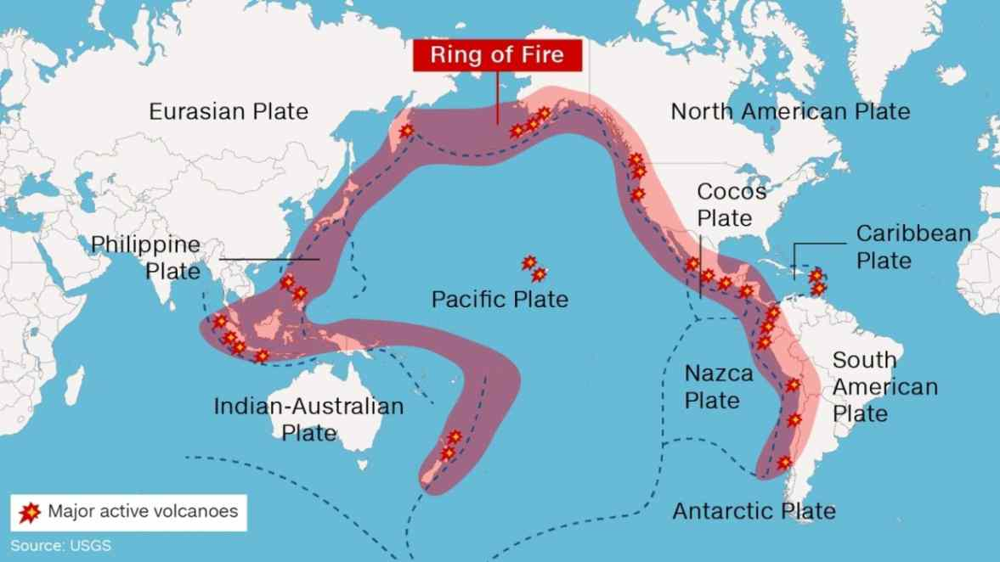 Ring of Fire
Eurasian Plate
North American Plate
Cocos
Plate
Caribbean
Plate
Philippine
Plate
Pacific Plate
Nazca
Plate
South
American
Plate
Indian-Australian
Plate
Antarctic Plate
Major active volcanoes
Source: USGS